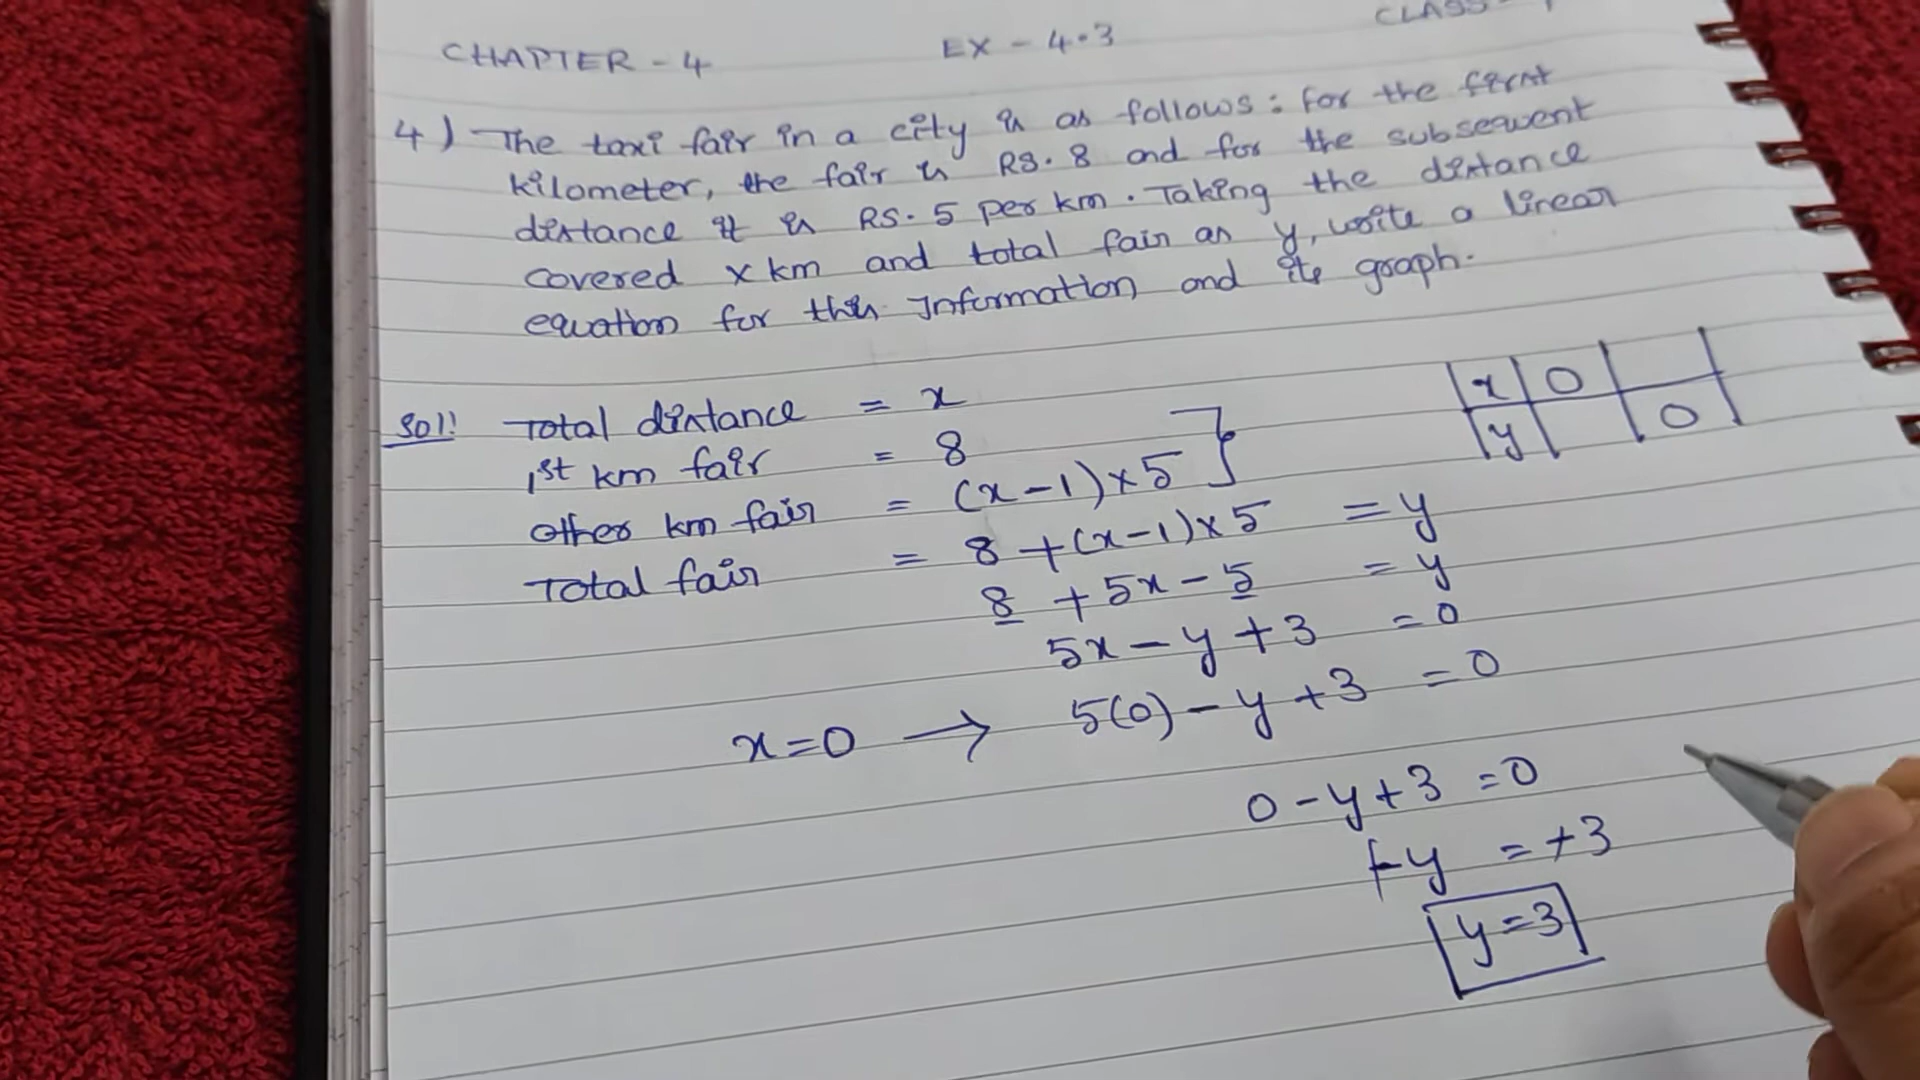 CHAPTER - 4 EX - 4.3 CLASS -
4) The taxi fair in a city is as follows: For the first
kilometer, the fair is RS. 8 and for the subsequent
distance it is RS. 5 per km. Taking the distance
covered x km and total fair as y, write a linear
equation for this Information and its graph.
Sol: Total distance = x
1st km fair = 8
other km fair = (x-1)×5
Total fair = 8 + (x-1)×5 = y
8 + 5x - 5 = y
5x - y + 3 = 0
x=0 → 5(0) - y + 3 = 0
0 - y + 3 = 0
-y = +3
y = 3
x 0
y 0